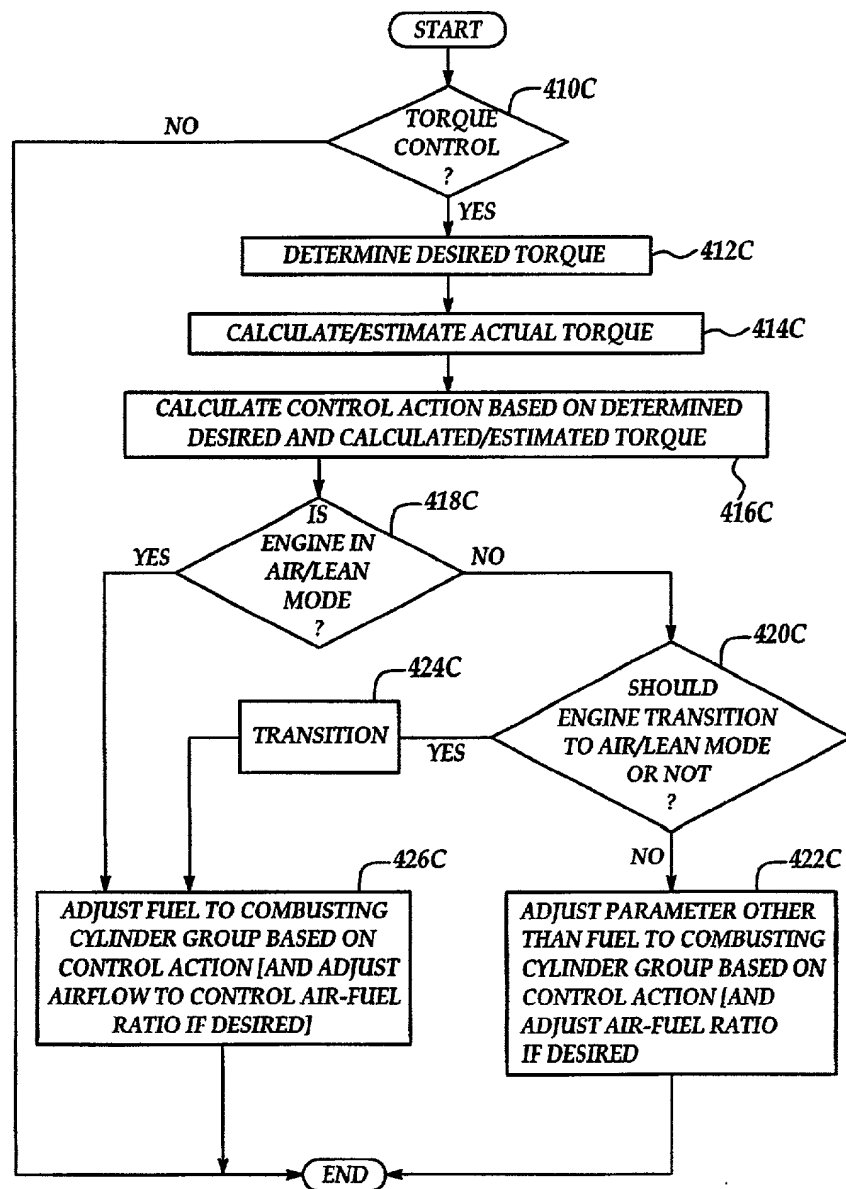 START
410C
NO
TORQUE
CONTROL
?
YES
DETERMINE DESIRED TORQUE
412C
CALCULATE/ESTIMATE ACTUAL TORQUE
414C
CALCULATE CONTROL ACTION BASED ON DETERMINED
DESIRED AND CALCULATED/ESTIMATED TORQUE
416C
418C
IS
ENGINE IN
AIR/LEAN
MODE
?
YES
NO
420C
424C
SHOULD
ENGINE TRANSITION
TO AIR/LEAN MODE
OR NOT
?
TRANSITION
YES
NO
426C
422C
ADJUST FUEL TO COMBUSTING
CYLINDER GROUP BASED ON
CONTROL ACTION [AND ADJUST
AIRFLOW TO CONTROL AIR-FUEL
RATIO IF DESIRED]
ADJUST PARAMETER OTHER
THAN FUEL TO COMBUSTING
CYLINDER GROUP BASED ON
CONTROL ACTION [AND
ADJUST AIR-FUEL RATIO
IF DESIRED
END